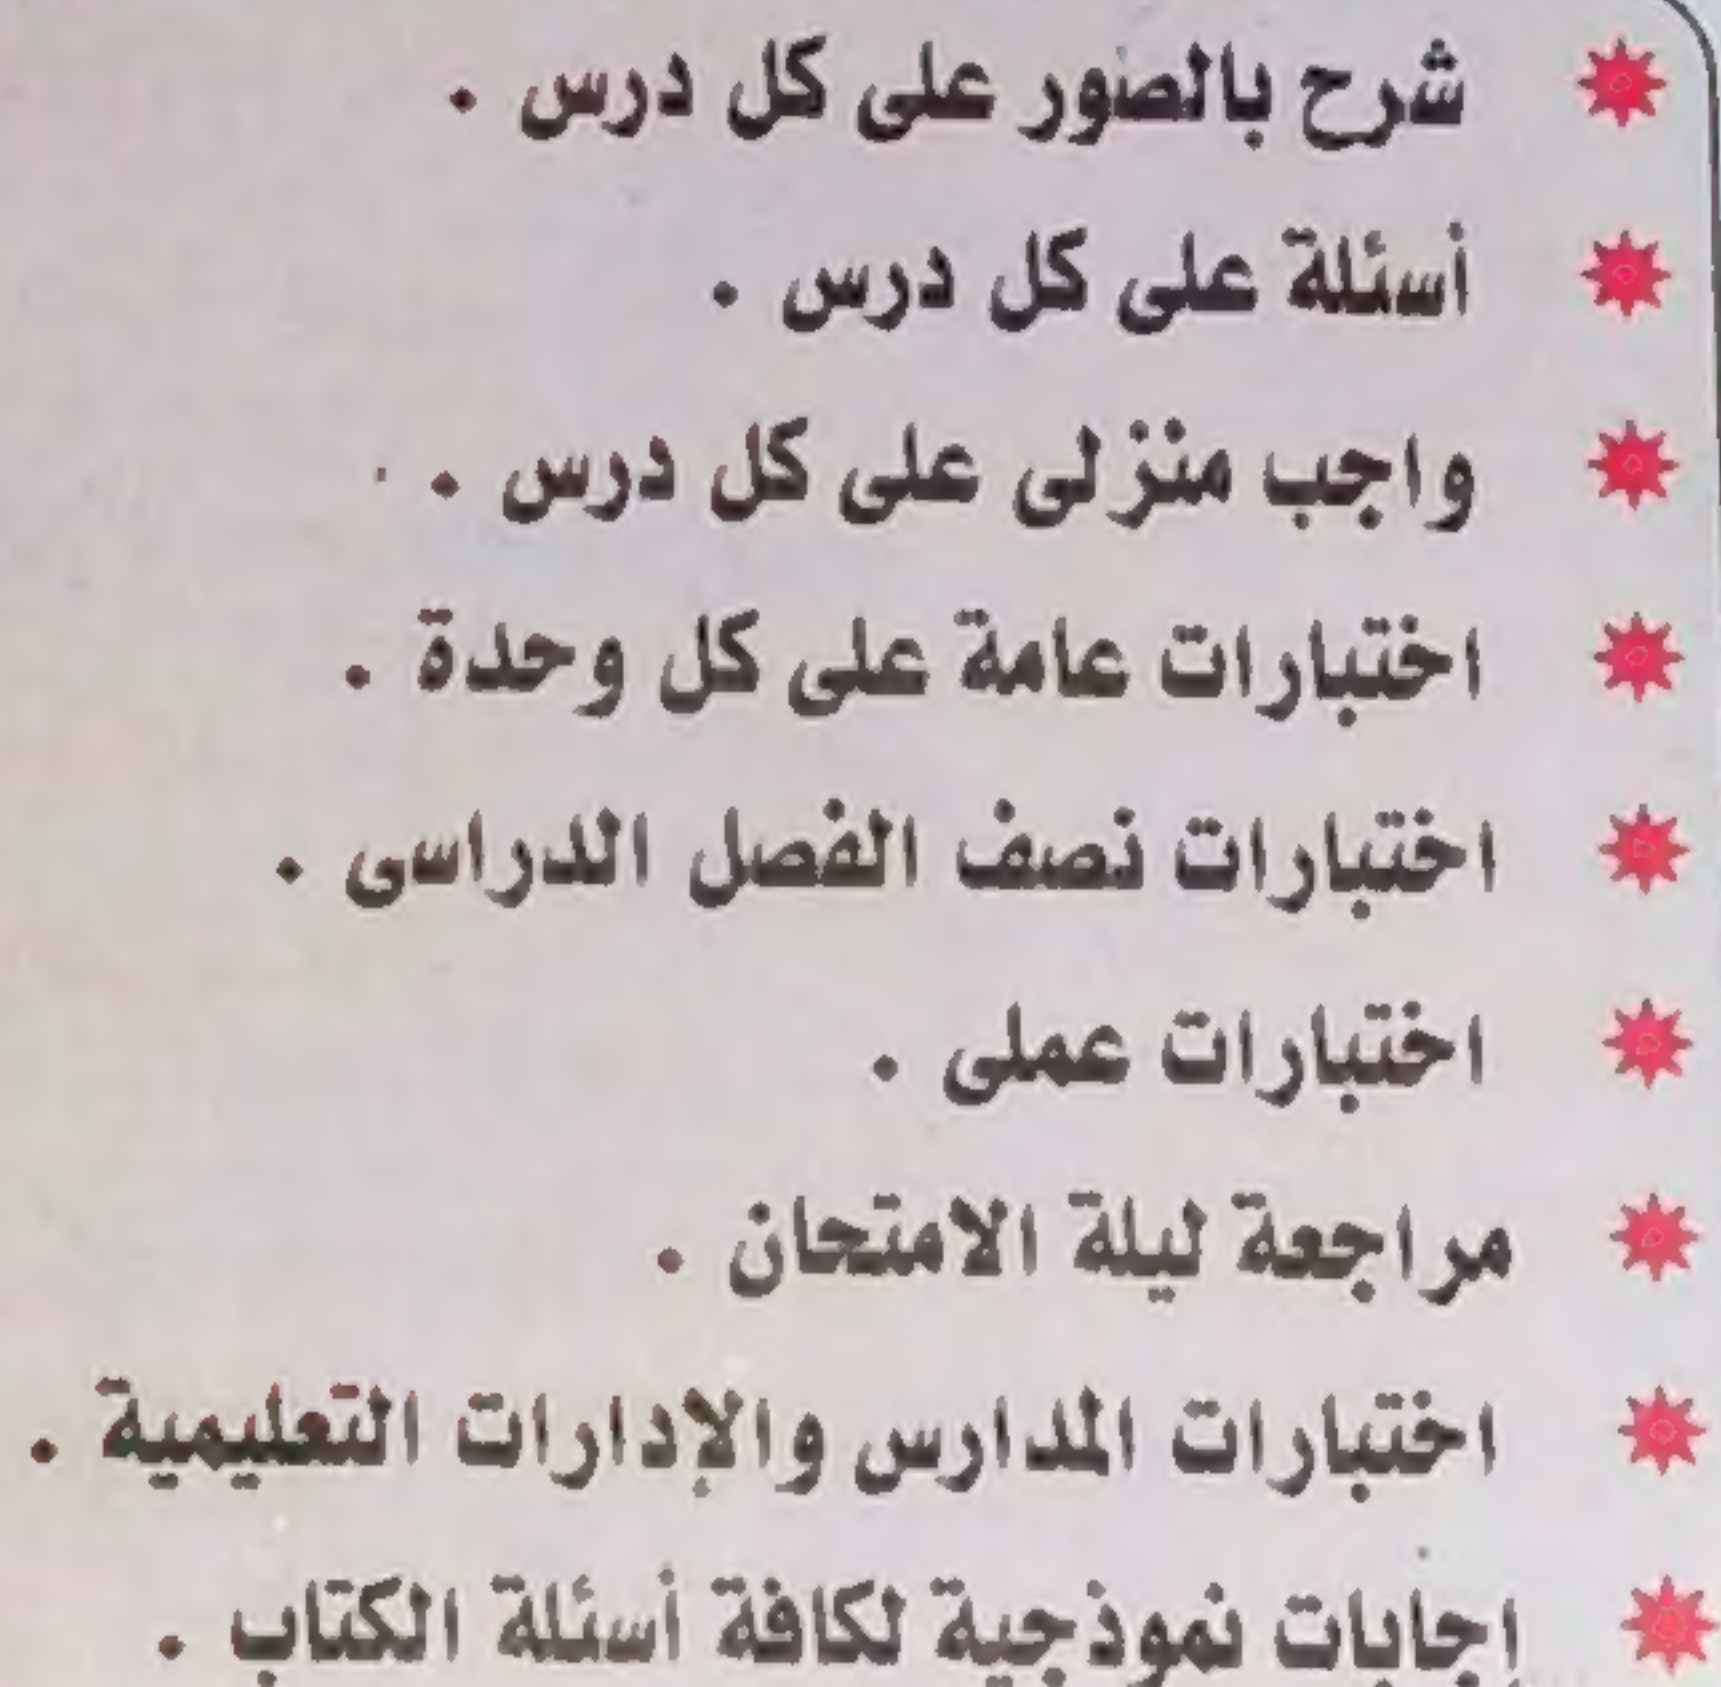 شرح بالصور على كل درس .
أسئلة على كل درس .
واجب منزلى على كل درس .
اختبارات عامة على كل وحدة .
اختبارات نصف الفصل الدراسى .
اختبارات عملى .
مراجعة ليلة الامتحان .
اختبارات المدارس والإدارات التعليمية .
إجابات نموذجية لكافة أسئلة الكتاب .